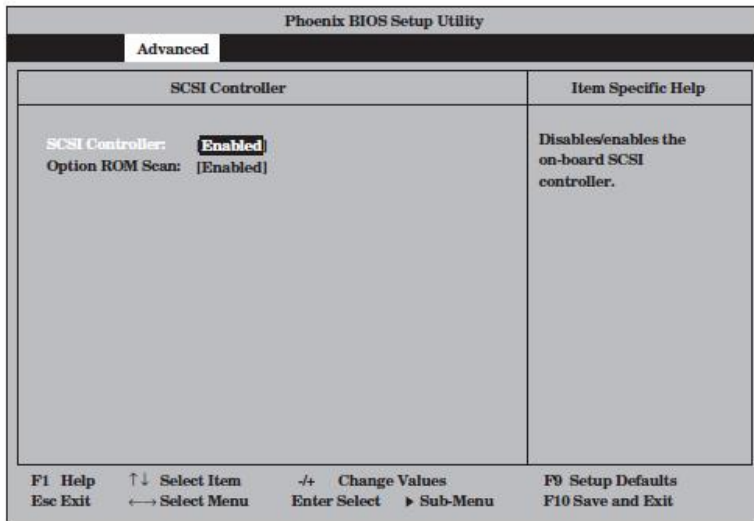 Phoenix BIOS Setup Utility
Advanced
SCSI Controller
Item Specific Help
SCSI Controller: [Enabled]
Option ROM Scan: [Enabled]
Disables/enables the
on-board SCSI
controller.
F1 Help ↑↓ Select Item -/+ Change Values F9 Setup Defaults
Esc Exit ←→ Select Menu Enter Select ▶ Sub-Menu F10 Save and Exit